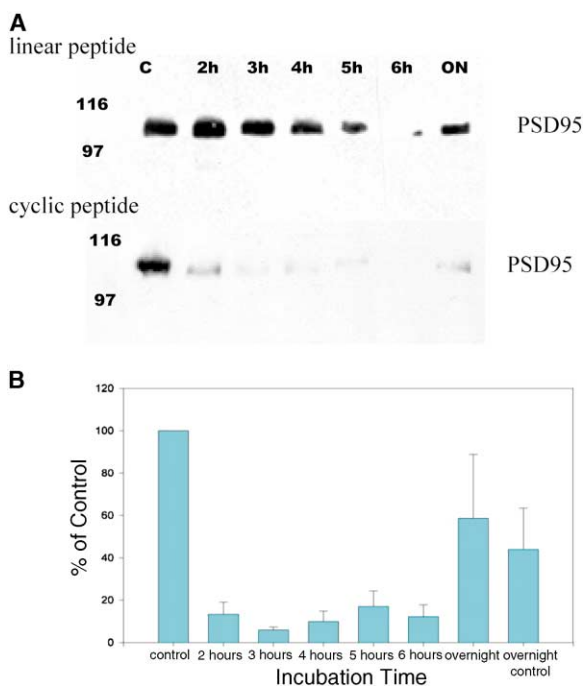 A
linear peptide
C 2h 3h 4h 5h 6h ON
116
PSD95
97
cyclic peptide
116
PSD95
97
B
120
100
80
60
40
20
0
% of Control
control 2 hours 3 hours 4 hours 5 hours 6 hours overnight overnight control
Incubation Time